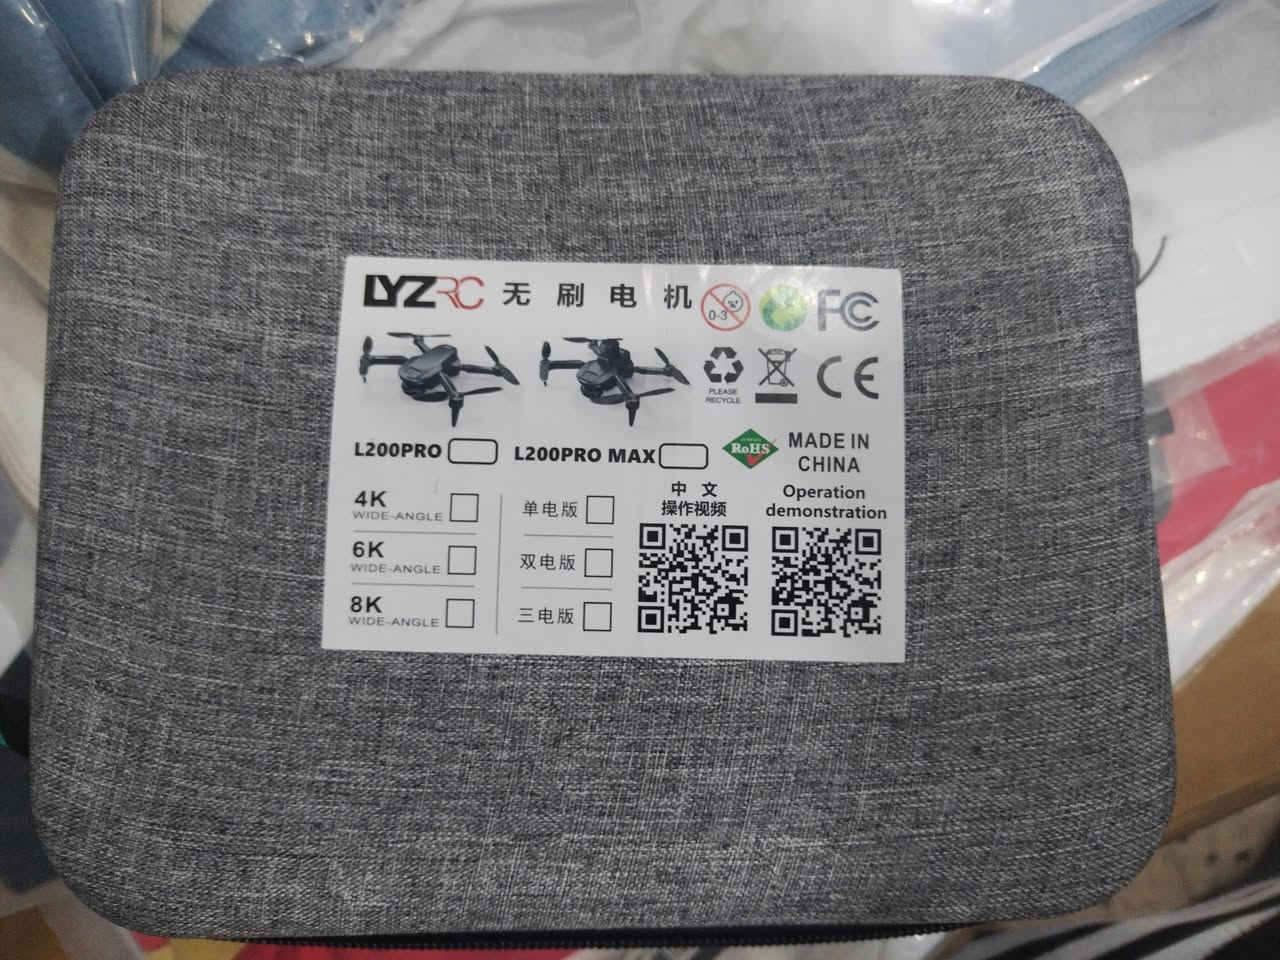 LYZRC 无刷电机
0-3
FC
PLEASE
RECYCLE
CE
L200PRO
L200PRO MAX
RoHS
MADE IN
CHINA
4K
WIDE-ANGLE
6K
WIDE-ANGLE
8K
WIDE-ANGLE
单电版
双电版
三电版
中 文
操作视频
Operation
demonstration